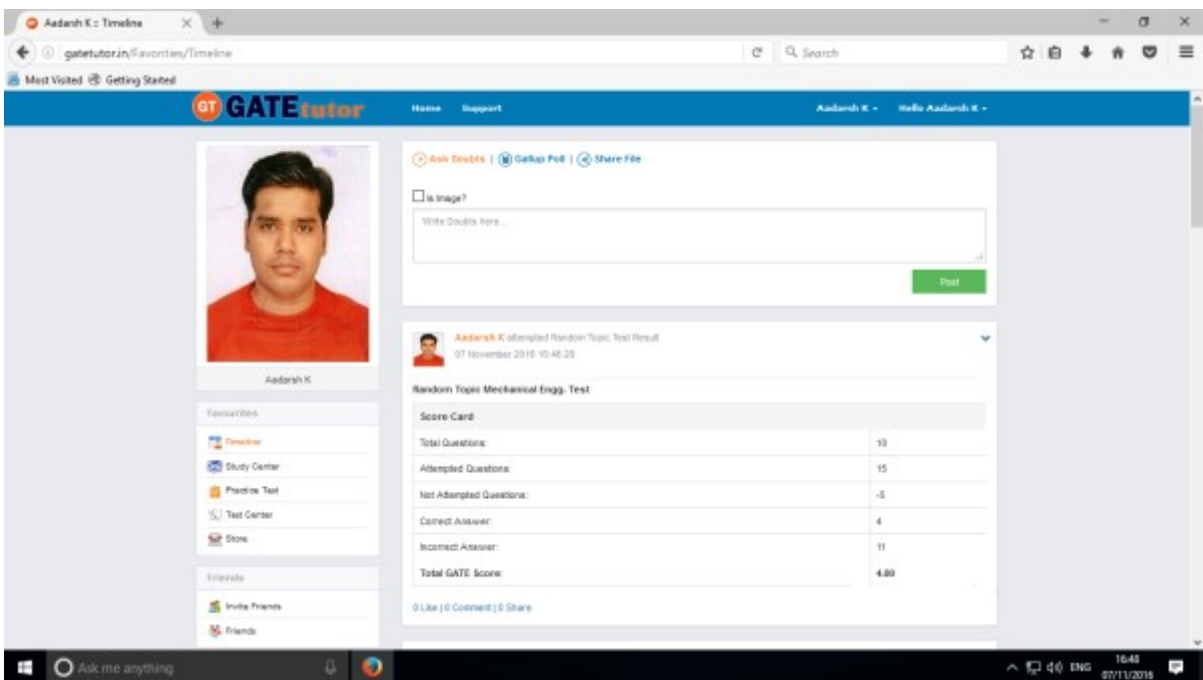 Aadarsh K :: Timeline
gatetutor.in/Favorities/Timeline
Search
Most Visited Getting Started
GT GATEtutor Home Support Aadarsh K Hello Aadarsh K
Ask Doubts | Gallup Poll | Share File
Is Image?
Write Doubts here...
Post
Aadarsh K
Favourites
Timeline
Study Center
Practice Test
Test Center
Store
Friends
Invite Friends
Friends
Aadarsh K attempted Random Topic Test Result
07 November 2016 16:46:28
Random Topic Mechanical Engg. Test
Score Card
Total Questions: 10
Attempted Questions: 15
Not Attempted Questions: -5
Correct Answer: 4
Incorrect Answer: 11
Total GATE Score: 4.00
0 Like | 0 Comment | 0 Share
Ask me anything
ENG
16:48
07/11/2016